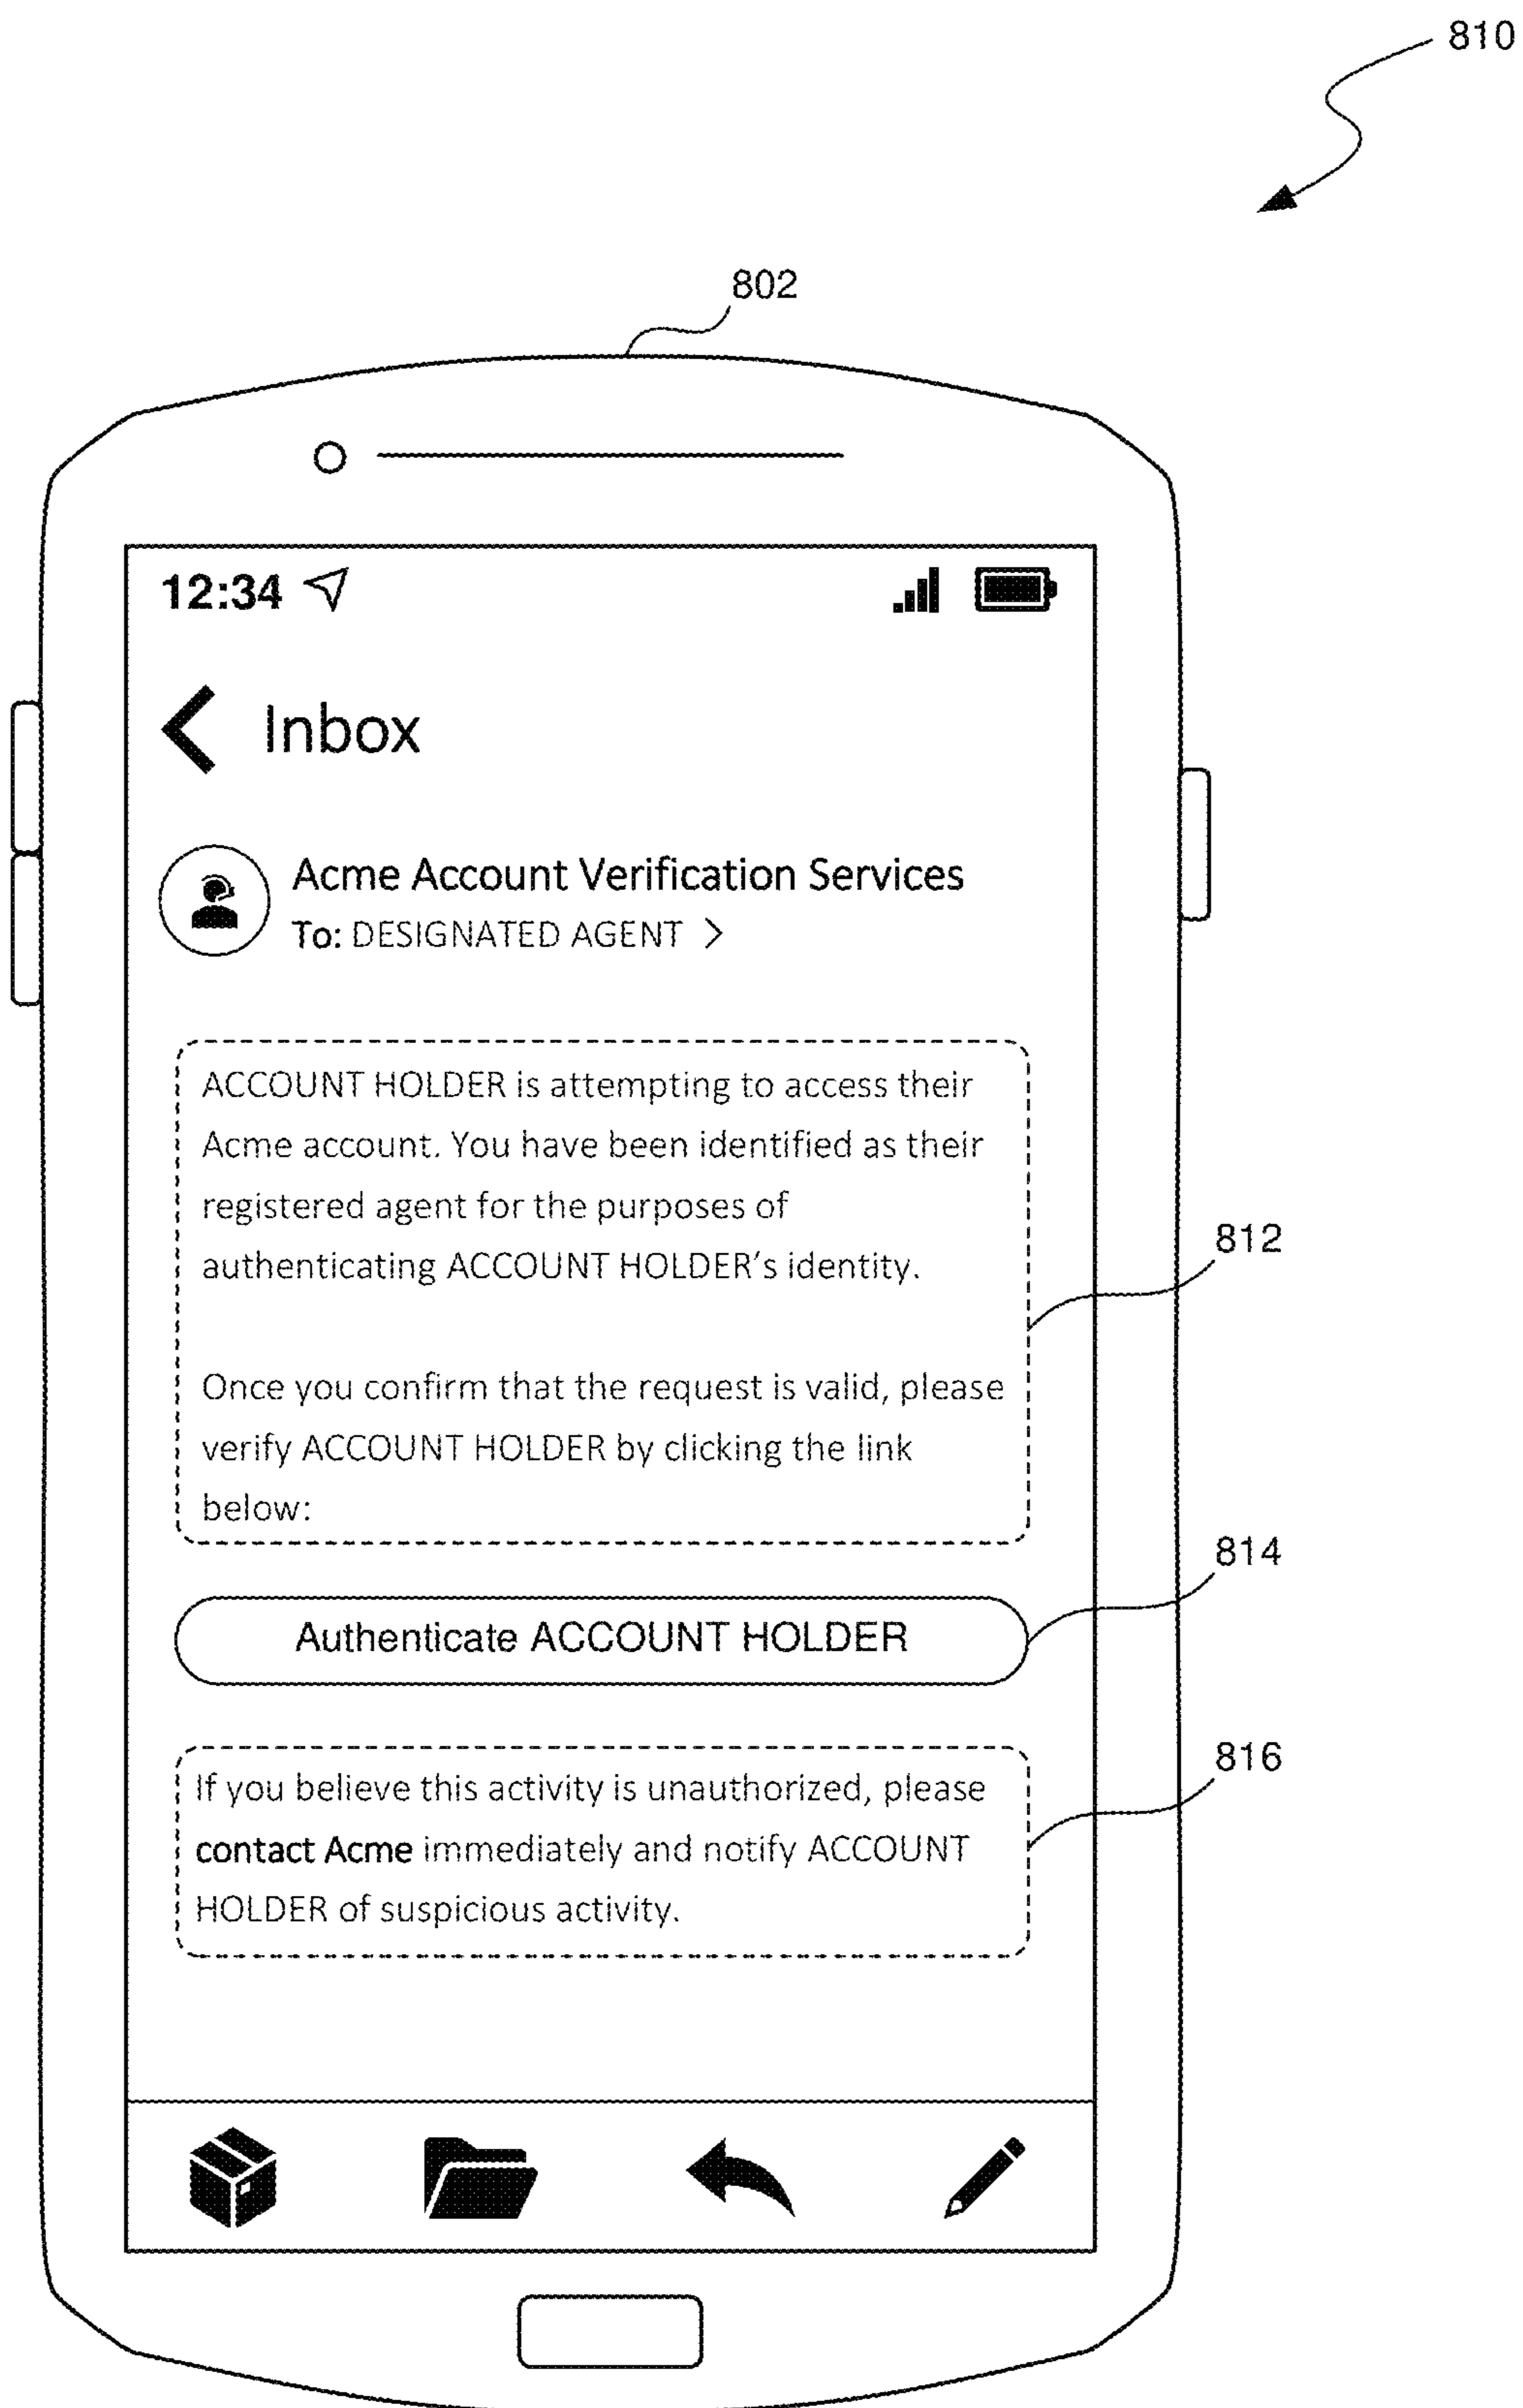 810
802
12:34
Inbox
Acme Account Verification Services
To: DESIGNATED AGENT >
ACCOUNT HOLDER is attempting to access their
Acme account. You have been identified as their
registered agent for the purposes of
authenticating ACCOUNT HOLDER's identity.
812
Once you confirm that the request is valid, please
verify ACCOUNT HOLDER by clicking the link
below:
814
Authenticate ACCOUNT HOLDER
816
If you believe this activity is unauthorized, please
contact Acme immediately and notify ACCOUNT
HOLDER of suspicious activity.